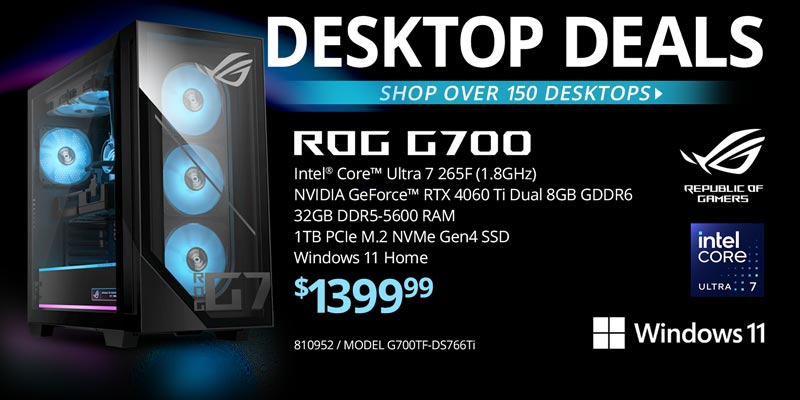 DESKTOP DEALS
SHOP OVER 150 DESKTOPS
ROG G700
Intel® Core™ Ultra 7 265F (1.8GHz)
NVIDIA GeForce™ RTX 4060 Ti Dual 8GB GDDR6
32GB DDR5-5600 RAM
1TB PCIe M.2 NVMe Gen4 SSD
Windows 11 Home
$1399.99
810952 / MODEL G700TF-DS766Ti
REPUBLIC OF
GAMERS
intel
CORE
ULTRA 7
Windows 11
ROG
G7